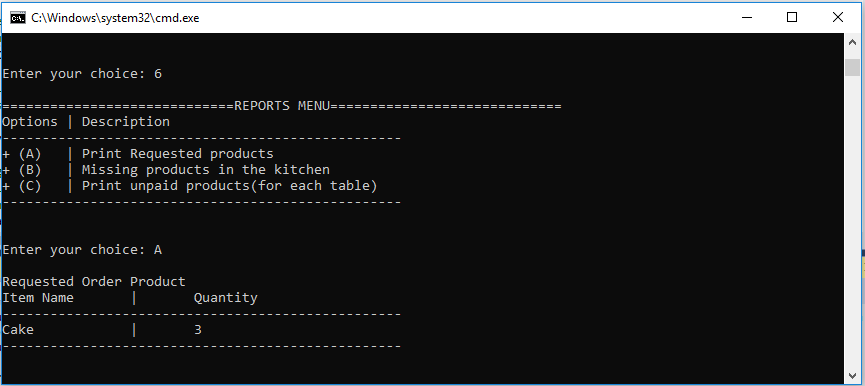 C:\Windows\system32\cmd.exe
Enter your choice: 6
=============================REPORTS MENU=============================
Options | Description
--------------------------------------------------
+ (A)   | Print Requested products
+ (B)   | Missing products in the kitchen
+ (C)   | Print unpaid products(for each table)
--------------------------------------------------
Enter your choice: A
Requested Order Product
Item Name       |       Quantity
--------------------------------------------------
Cake            |       3
--------------------------------------------------